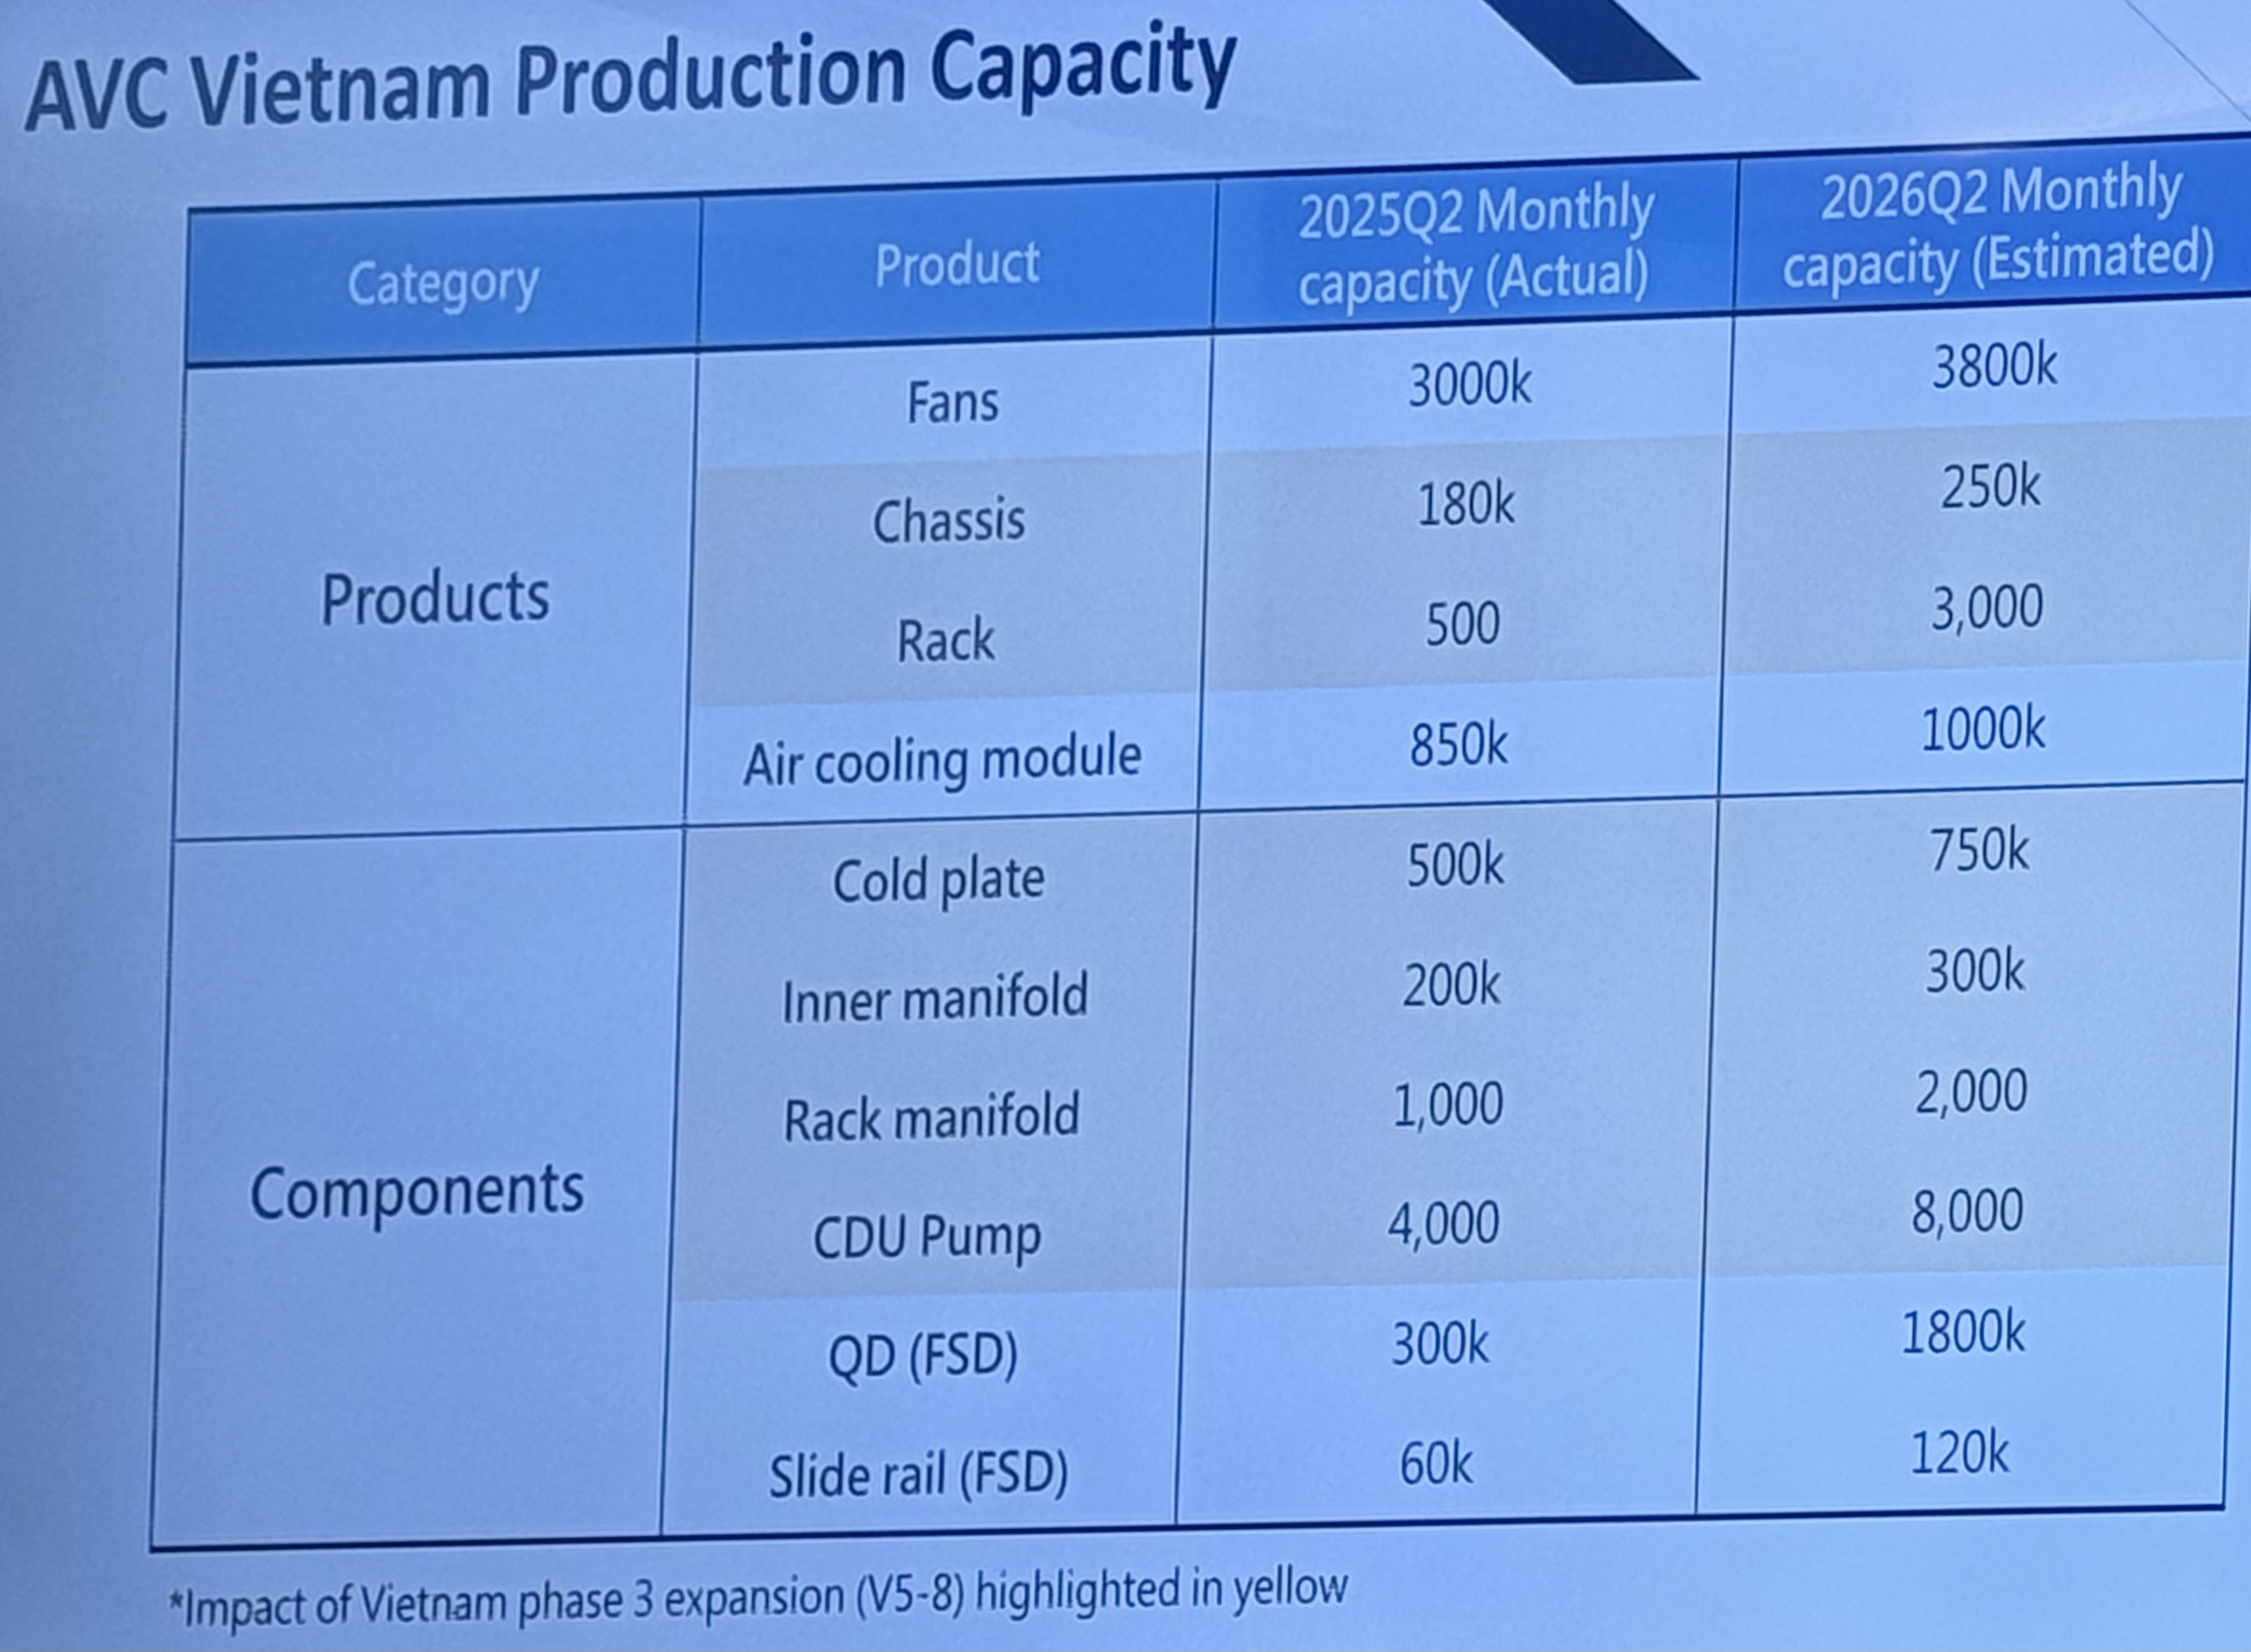 AVC Vietnam Production Capacity
Category
Product
2025Q2 Monthly
capacity (Actual)
2026Q2 Monthly
capacity (Estimated)
Products
Fans
3000k
3800k
Chassis
180k
250k
Rack
500
3,000
Air cooling module
850k
1000k
Components
Cold plate
500k
750k
Inner manifold
200k
300k
Rack manifold
1,000
2,000
CDU Pump
4,000
8,000
QD (FSD)
300k
1800k
Slide rail (FSD)
60k
120k
*Impact of Vietnam phase 3 expansion (V5-8) highlighted in yellow